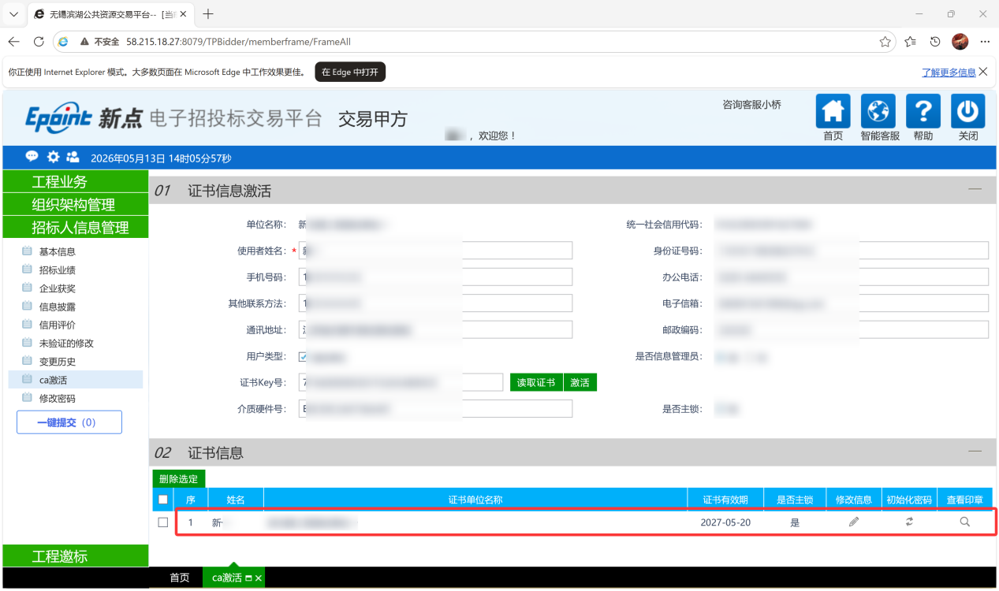 无锡滨湖公共资源交易平台-- [当
不安全 58.215.18.27:8079/TPBidder/memberframe/FrameAll
你正使用 Internet Explorer 模式。大多数页面在 Microsoft Edge 中工作效果更佳。 在 Edge 中打开 了解更多信息
Epoint 新点 电子招投标交易平台 交易甲方
咨询客服小桥
，欢迎您！
首页 智能客服 帮助 关闭
2026年05月13日 14时05分57秒
工程业务
组织架构管理
招标人信息管理
基本信息
招标业绩
企业获奖
信息披露
信用评价
未验证的修改
变更历史
ca激活
修改密码
一键提交（0）
工程邀标
01 证书信息激活
单位名称： 新 统一社会信用代码：
使用者姓名： * 身份证号码：
手机号码： 1 办公电话：
其他联系方法： 1 电子信箱：
通讯地址： 邮政编码：
用户类型： 是否信息管理员：
证书Key号： 7 读取证书 激活
介质硬件号： 是否主锁：
02 证书信息
删除选定
序 姓名 证书单位名称 证书有效期 是否主锁 修改信息 初始化密码 查看印章
1 新 2027-05-20 是
首页 ca激活